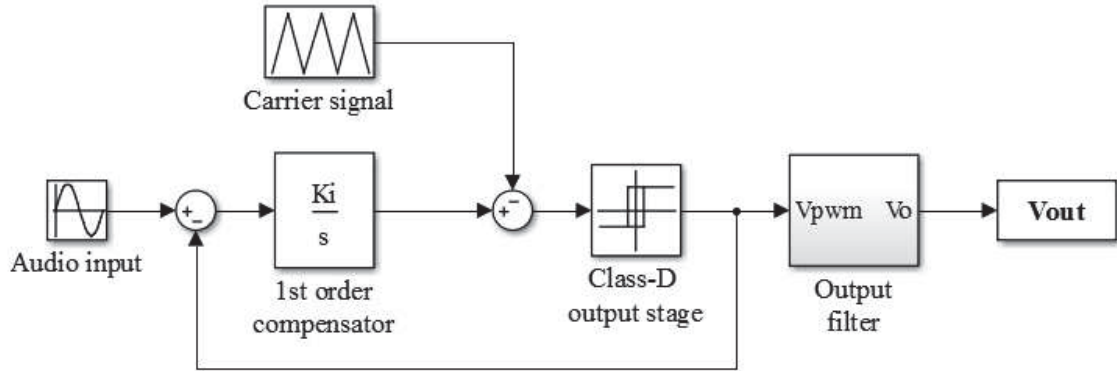 Carrier signal
Audio input
+
-
Ki
s
1st order
compensator
+
-
Class-D
output stage
Vpwm Vo
Output
filter
Vout